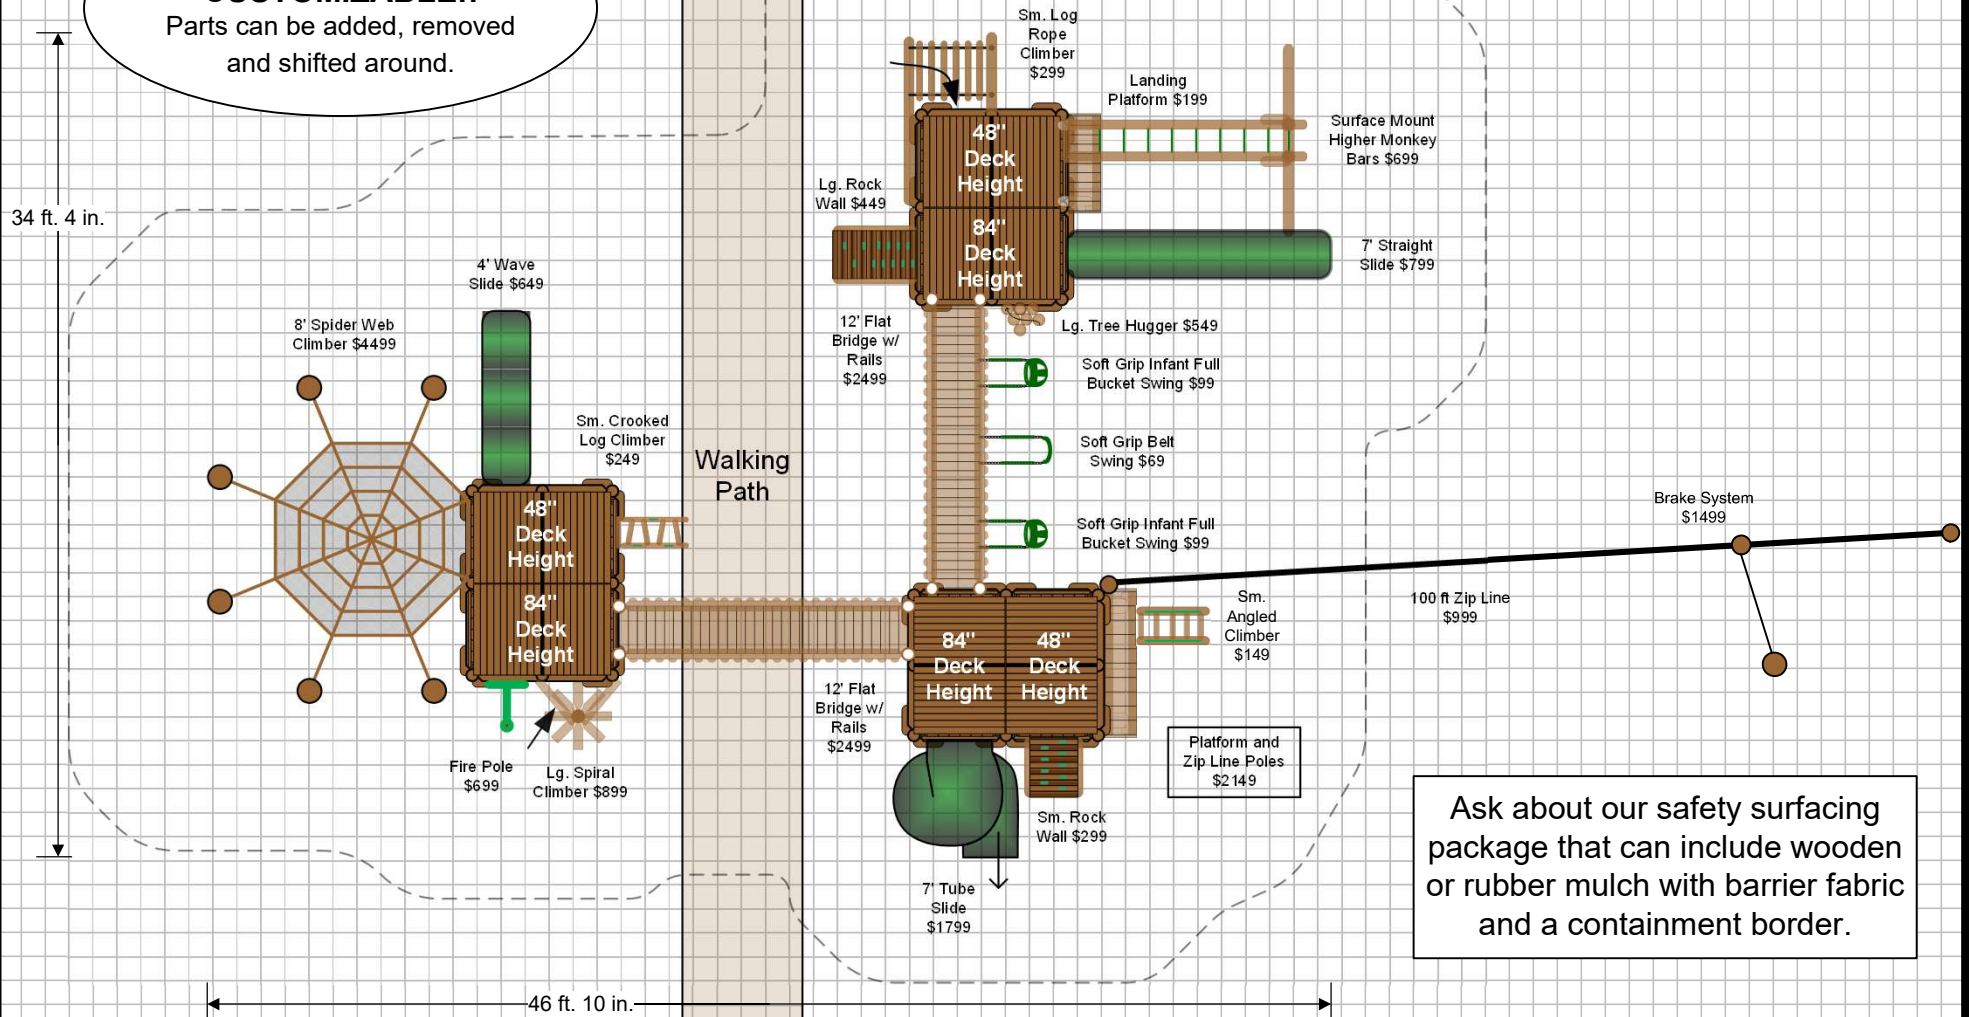 CUSTOMIZABLE!!
Parts can be added, removed
and shifted around.
34 ft. 4 in.
Sm. Log
Rope
Climber
$299
Landing
Platform $199
Surface Mount
Higher Monkey
Bars $699
48"
Deck
Height
84"
Deck
Height
Lg. Rock
Wall $449
7' Straight
Slide $799
4' Wave
Slide $649
8' Spider Web
Climber $4499
12' Flat
Bridge w/
Rails
$2499
Lg. Tree Hugger $549
Soft Grip Infant Full
Bucket Swing $99
Sm. Crooked
Log Climber
$249
Walking
Path
Soft Grip Belt
Swing $69
Soft Grip Infant Full
Bucket Swing $99
48"
Deck
Height
84"
Deck
Height
Brake System
$1499
100 ft Zip Line
$999
Sm.
Angled
Climber
$149
84"
Deck
Height
48"
Deck
Height
12' Flat
Bridge w/
Rails
$2499
Fire Pole
$699
Lg. Spiral
Climber $899
Platform and
Zip Line Poles
$2149
Sm. Rock
Wall $299
7' Tube
Slide
$1799
Ask about our safety surfacing
package that can include wooden
or rubber mulch with barrier fabric
and a containment border.
46 ft. 10 in.